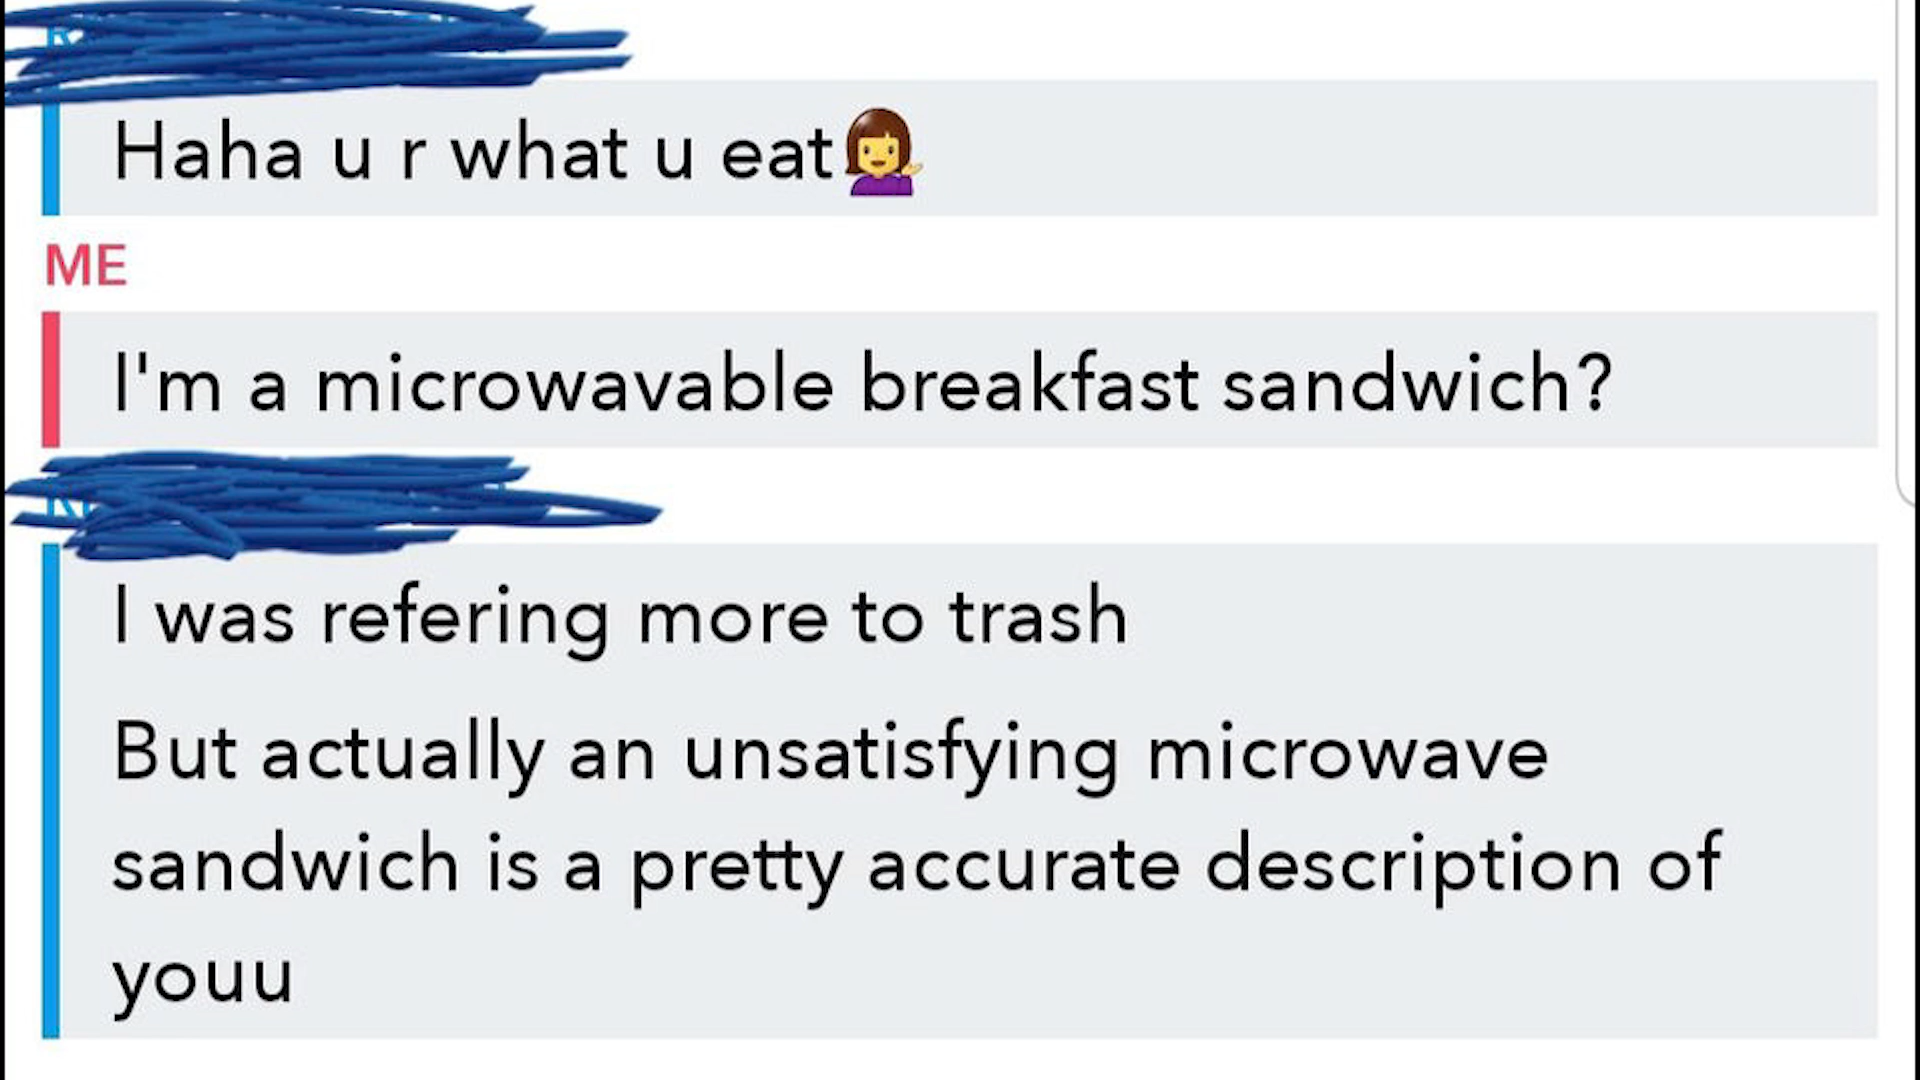 Haha u r what u eat💁‍♀️
ME
I'm a microwavable breakfast sandwich?
I was refering more to trash
But actually an unsatisfying microwave
sandwich is a pretty accurate description of
youu